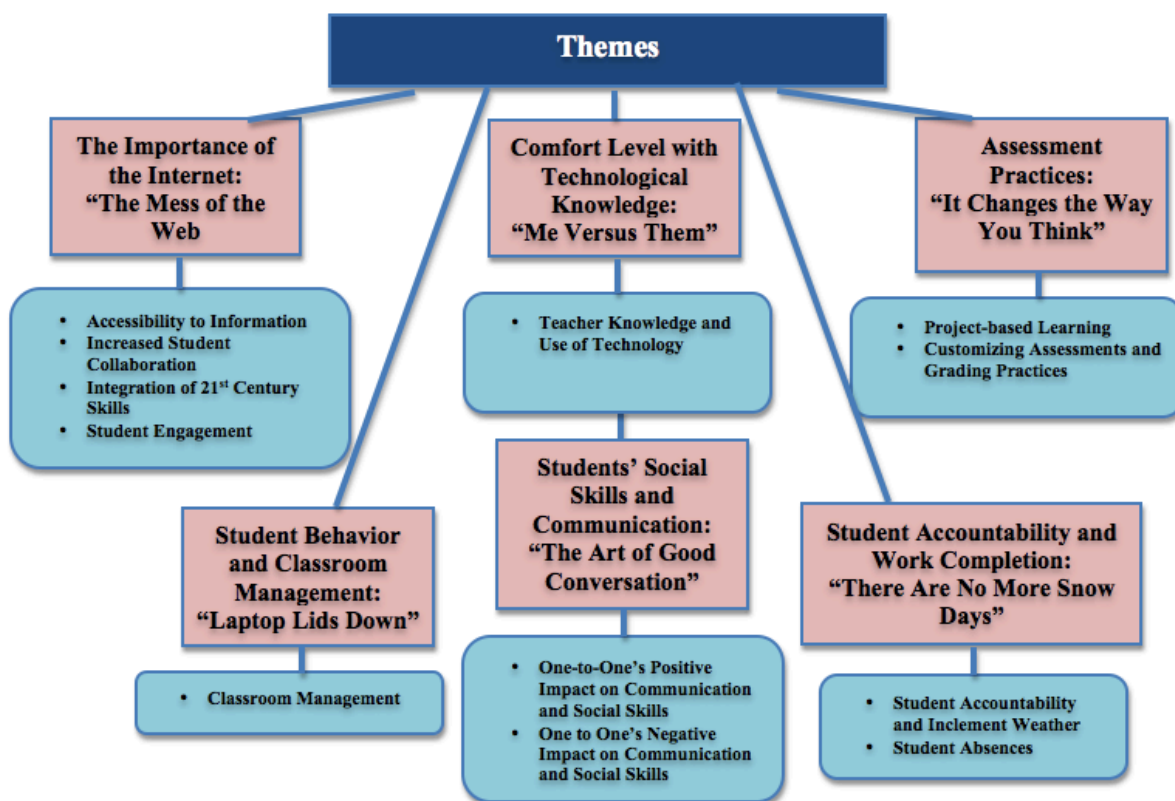 Themes
The Importance of
the Internet:
“The Mess of the
Web
• Accessibility to Information
• Increased Student
Collaboration
• Integration of 21st Century
Skills
• Student Engagement
Comfort Level with
Technological
Knowledge:
“Me Versus Them”
• Teacher Knowledge and
Use of Technology
Assessment
Practices:
“It Changes the Way
You Think”
• Project-based Learning
• Customizing Assessments and
Grading Practices
Student Behavior
and Classroom
Management:
“Laptop Lids Down”
• Classroom Management
Students’ Social
Skills and
Communication:
“The Art of Good
Conversation”
• One-to-One’s Positive
Impact on Communication
and Social Skills
• One to One’s Negative
Impact on Communication
and Social Skills
Student Accountability and
Work Completion:
“There Are No More Snow
Days”
• Student Accountability
and Inclement Weather
• Student Absences